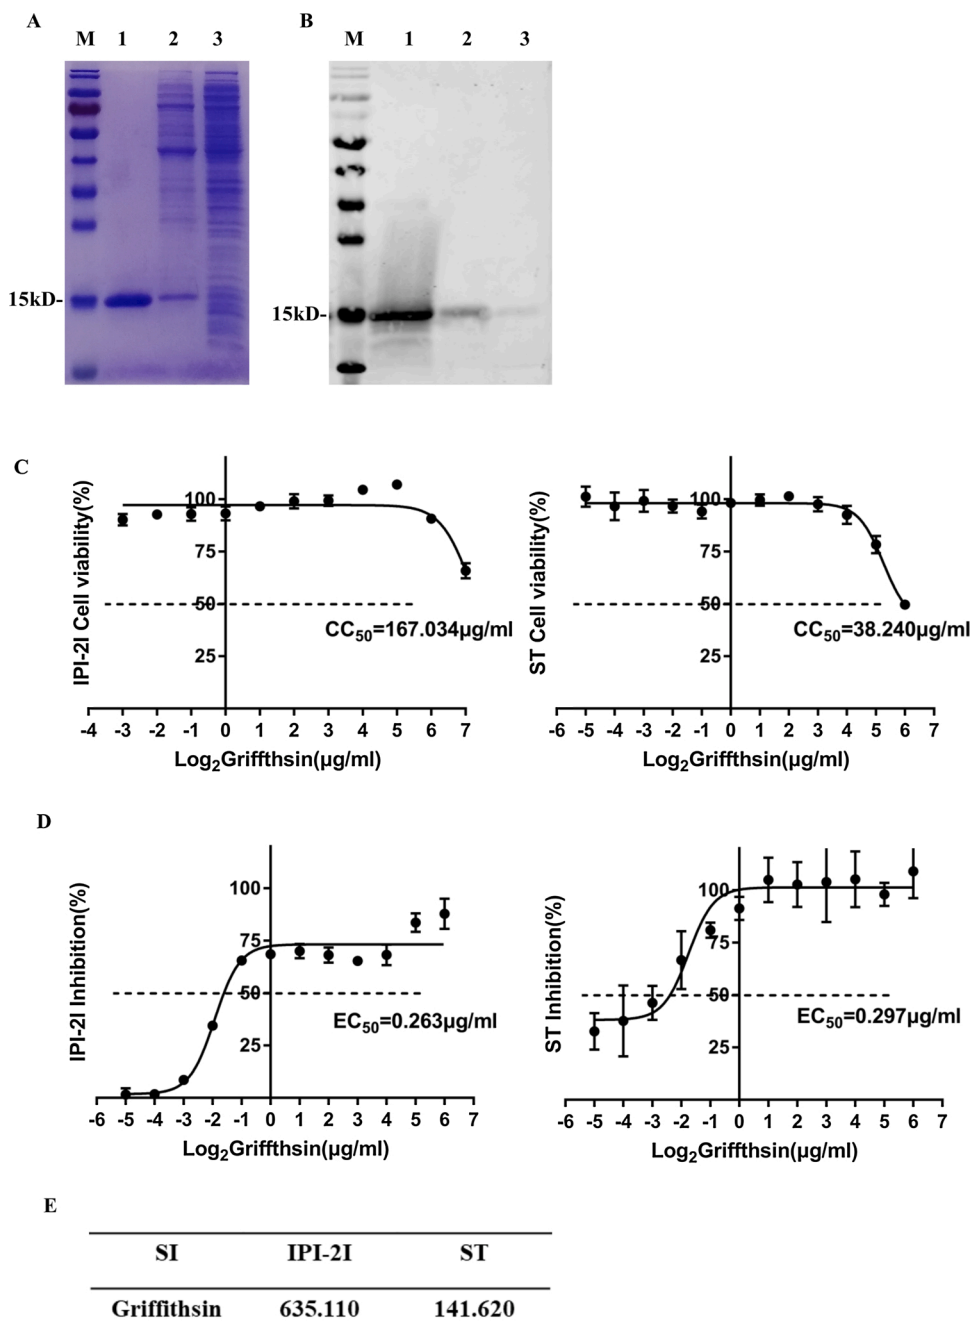 A
M 1 2 3
15kD-
B
M 1 2 3
15kD-
C
IPI-2I Cell viability(%)
100
75
50
25
CC50=167.034μg/ml
-4 -3 -2 -1 0 1 2 3 4 5 6 7
Log2Griffthsin(μg/ml)
ST Cell viability(%)
100
75
50
25
CC50=38.240μg/ml
-6 -5 -4 -3 -2 -1 0 1 2 3 4 5 6 7
Log2Griffthsin(μg/ml)
D
IPI-2I Inhibition(%)
100
75
50
25
EC50=0.263μg/ml
-6 -5 -4 -3 -2 -1 0 1 2 3 4 5 6 7
Log2Griffthsin(μg/ml)
ST Inhibition(%)
100
75
50
25
EC50=0.297μg/ml
-6 -5 -4 -3 -2 -1 0 1 2 3 4 5 6 7
Log2Griffthsin(μg/ml)
E
SI IPI-2I ST
Griffithsin 635.110 141.620